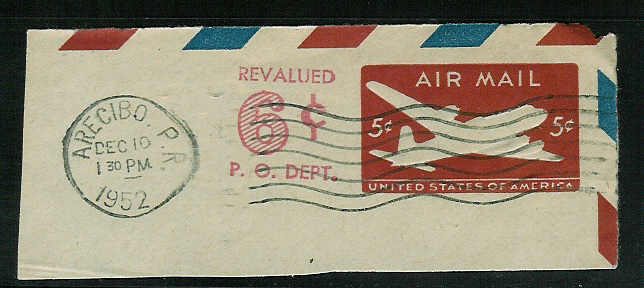 ARECIBO, P.R.
DEC 10
1 30 PM
1952
REVALUED
6¢
P. O. DEPT.
AIR MAIL
5¢ 5¢
UNITED STATES OF AMERICA